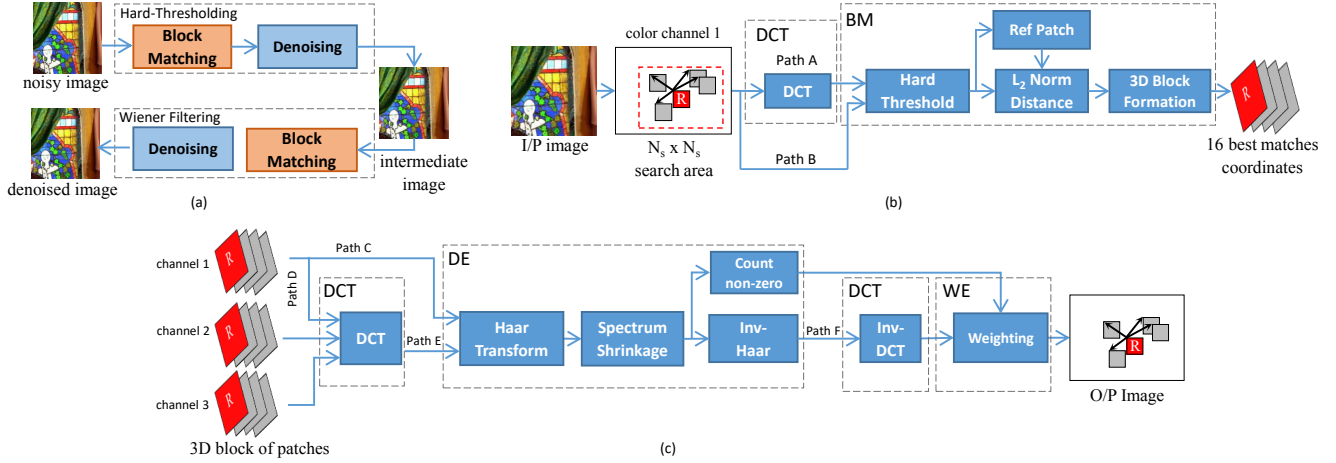 Hard-Thresholding
Block
Matching
Denoising
noisy image
Wiener Filtering
Denoising
Block
Matching
denoised image
intermediate
image
(a)
I/P image
color channel 1
R
N_s x N_s
search area
DCT
Path A
DCT
Path B
BM
Hard
Threshold
Ref Patch
L_2 Norm
Distance
3D Block
Formation
R
16 best matches
coordinates
(b)
channel 1
R
channel 2
R
channel 3
R
3D block of patches
Path C
Path D
DCT
DCT
Path E
DE
Haar
Transform
Spectrum
Shrinkage
Count
non-zero
Inv-
Haar
Path F
DCT
Inv-
DCT
WE
Weighting
R
O/P Image
(c)